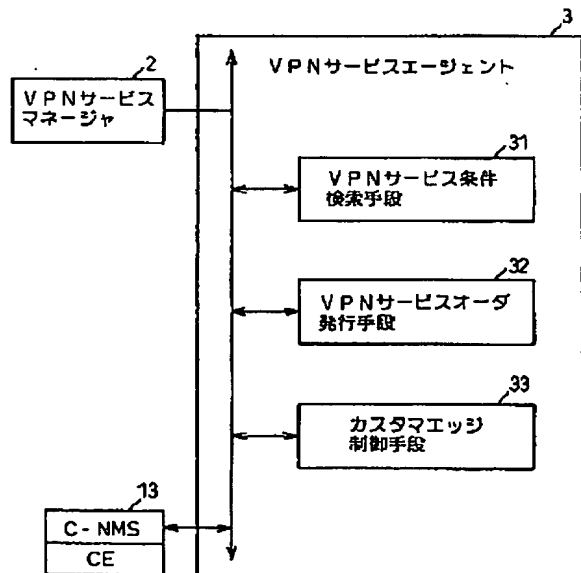 3
VPNサービスエージェント
2
VPNサービス
マネージャ
31
VPNサービス条件
検索手段
32
VPNサービスオーダ
発行手段
33
カスタマエッジ
制御手段
13
C-NMS
CE